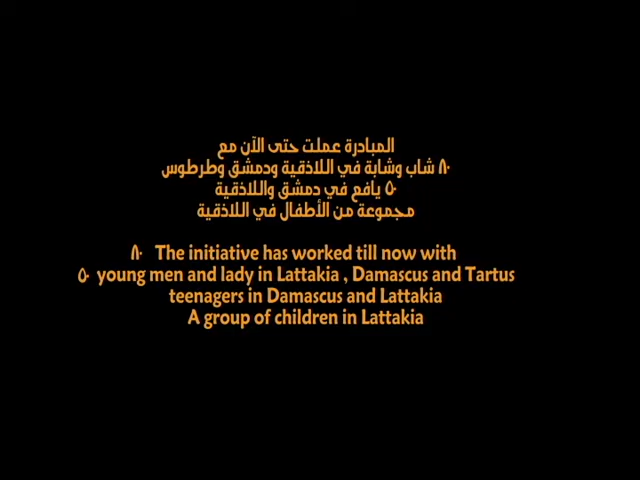 المبادرة عملت حتى الآن مع
٨٠ شاب وشابة في اللاذقية ودمشق وطرطوس
٥٠ يافع في دمشق واللاذقية
مجموعة من الأطفال في اللاذقية
٨٠ The initiative has worked till now with
٥٠ young men and lady in Lattakia , Damascus and Tartus
teenagers in Damascus and Lattakia
A group of children in Lattakia